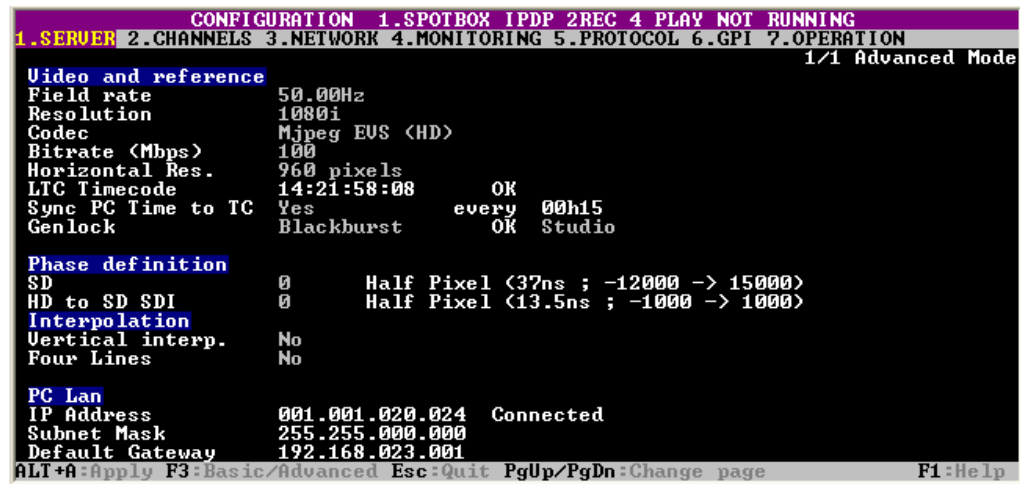 CONFIGURATION 1.SPOTBOX IPDP 2REC 4 PLAY NOT RUNNING
1.SERVER 2.CHANNELS 3.NETWORK 4.MONITORING 5.PROTOCOL 6.GPI 7.OPERATION
1/1 Advanced Mode
Video and reference
Field rate 50.00Hz
Resolution 1080i
Codec Mjpeg EVS (HD)
Bitrate (Mbps) 100
Horizontal Res. 960 pixels
LTC Timecode 14:21:58:08 OK
Sync PC Time to TC Yes every 00h15
Genlock Blackburst OK Studio
Phase definition
SD 0 Half Pixel (37ns ; -12000 -> 15000)
HD to SD SDI 0 Half Pixel (13.5ns ; -1000 -> 1000)
Interpolation
Vertical interp. No
Four Lines No
PC Lan
IP Address 001.001.020.024 Connected
Subnet Mask 255.255.000.000
Default Gateway 192.168.023.001
ALT+A:Apply F3:Basic/Advanced Esc:Quit PgUp/PgDn:Change page F1:Help